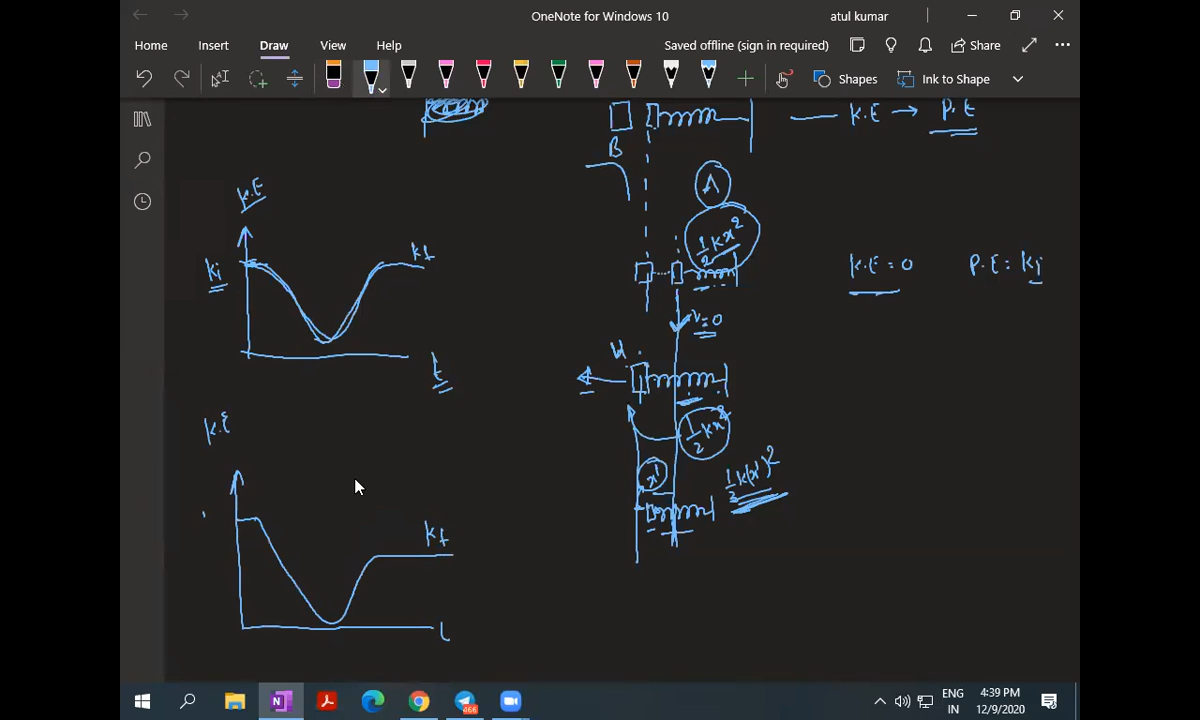 OneNote for Windows 10
atul kumar
Home Insert Draw View Help
Saved offline (sign in required)
Share
Shapes
Ink to Shape
K.E → P.E
B
A
K.E
Ki
Kf
t
1/2 kx²
K.E = 0 P.E = Ki
v=0
1/2 kx²
x'
1/2 k(x')²
K.E
Kf
t
466
ENG
IN
4:39 PM
12/9/2020